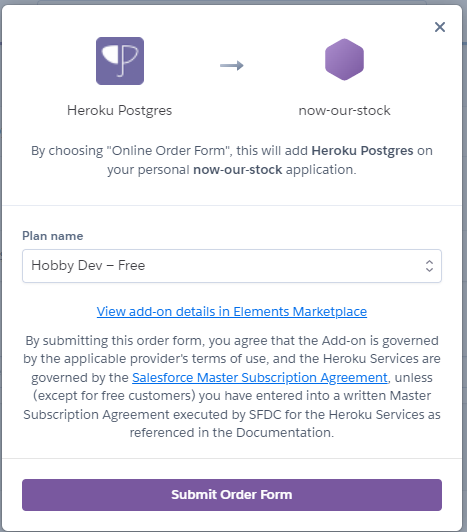 Heroku Postgres
now-our-stock
By choosing "Online Order Form", this will add Heroku Postgres on
your personal now-our-stock application.
Plan name
Hobby Dev – Free
View add-on details in Elements Marketplace
By submitting this order form, you agree that the Add-on is governed
by the applicable provider's terms of use, and the Heroku Services are
governed by the Salesforce Master Subscription Agreement, unless
(except for free customers) you have entered into a written Master
Subscription Agreement executed by SFDC for the Heroku Services as
referenced in the Documentation.
Submit Order Form